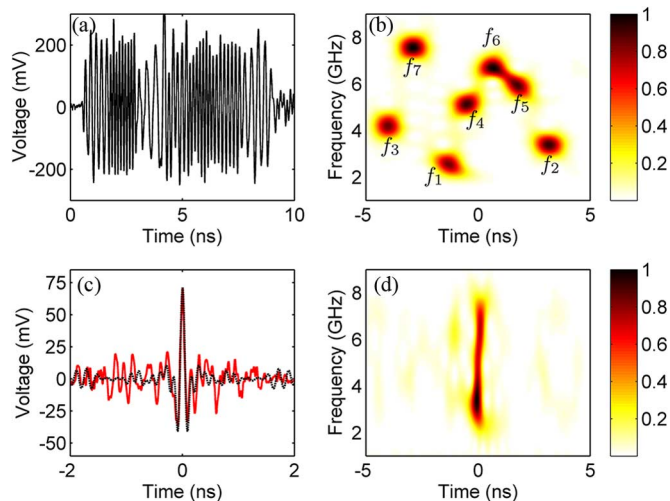 (a)
300
200
0
-200
Voltage (mV)
0
5
10
Time (ns)
(b)
8
6
4
2
Frequency (GHz)
f7
f6
f5
f4
f3
f2
f1
-5
0
5
Time (ns)
1
0.8
0.6
0.4
0.2
(c)
75
50
25
0
-25
-50
Voltage (mV)
-2
0
2
Time (ns)
(d)
8
6
4
2
Frequency (GHz)
-5
0
5
Time (ns)
1
0.8
0.6
0.4
0.2